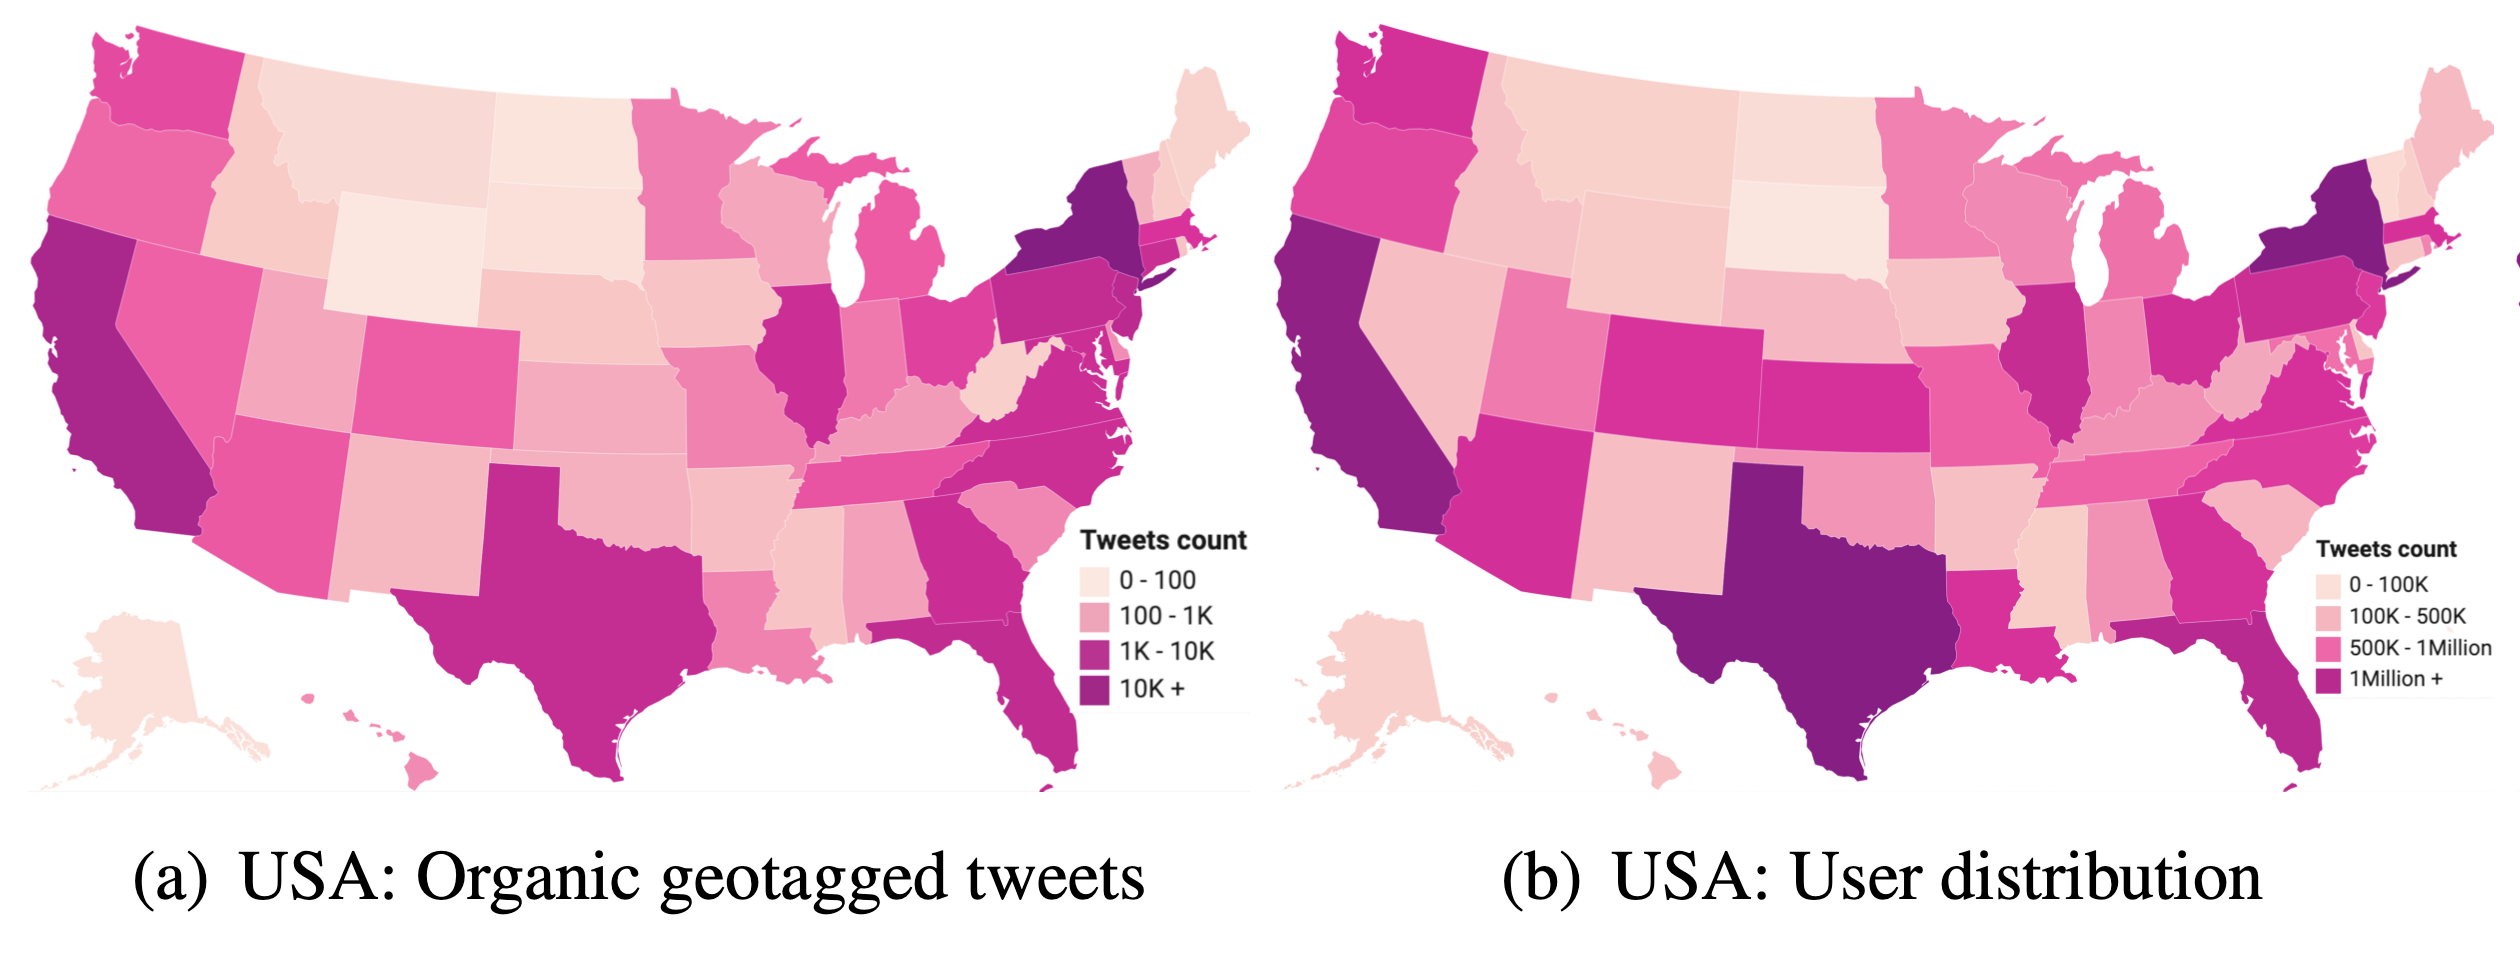 Tweets count
0 - 100
100 - 1K
1K - 10K
10K +
Tweets count
0 - 100K
100K - 500K
500K - 1Million
1Million +
(a) USA: Organic geotagged tweets
(b) USA: User distribution